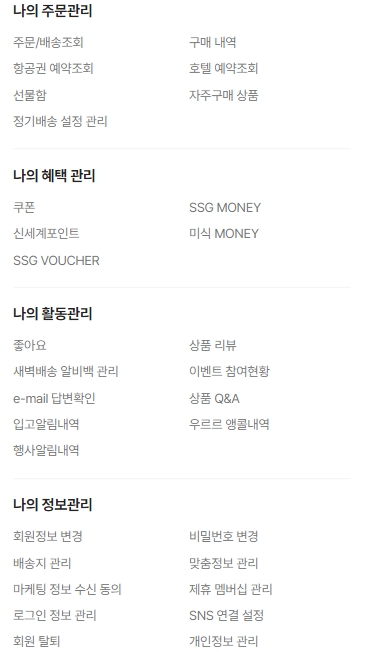 나의 주문관리
주문/배송조회 구매 내역
항공권 예약조회 호텔 예약조회
선물함 자주구매 상품
정기배송 설정 관리
나의 혜택 관리
쿠폰 SSG MONEY
신세계포인트 미식 MONEY
SSG VOUCHER
나의 활동관리
좋아요 상품 리뷰
새벽배송 알비백 관리 이벤트 참여현황
e-mail 답변확인 상품 Q&A
입고알림내역 우르르 앵콜내역
행사알림내역
나의 정보관리
회원정보 변경 비밀번호 변경
배송지 관리 맞춤정보 관리
마케팅 정보 수신 동의 제휴 멤버십 관리
로그인 정보 관리 SNS 연결 설정
회원 탈퇴 개인정보 관리